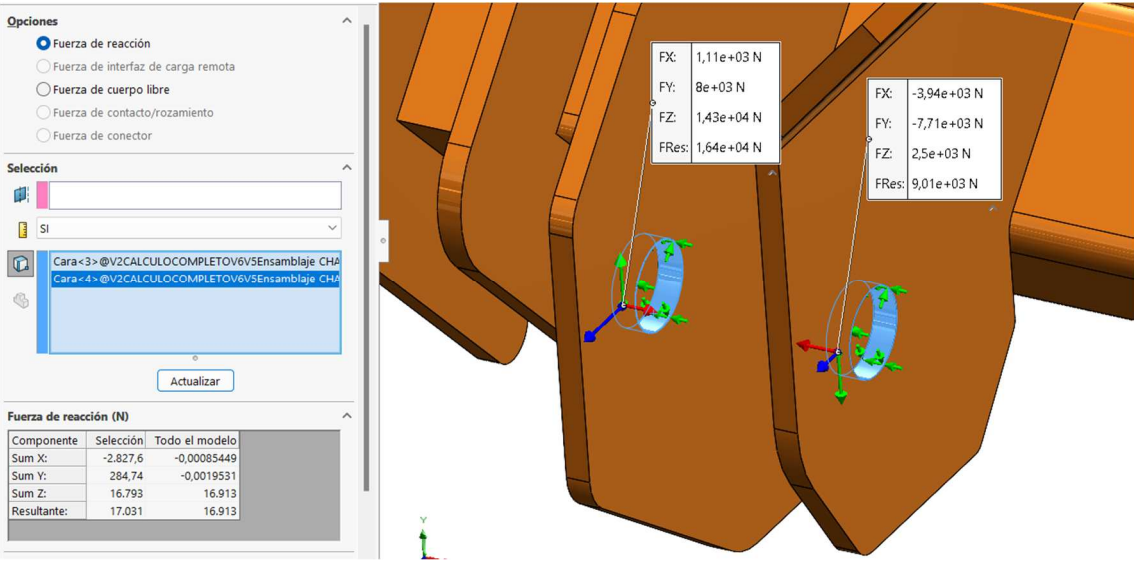 Opciones
Fuerza de reacción
Fuerza de interfaz de carga remota
Fuerza de cuerpo libre
Fuerza de contacto/rozamiento
Fuerza de conector
Selección
SI
Cara<3>@V2CALCULOCOMPLETOV6V5Ensamblaje CHA
Cara<4>@V2CALCULOCOMPLETOV6V5Ensamblaje CHA
Actualizar
Fuerza de reacción (N)
Componente Selección Todo el modelo
Sum X: -2.827,6 -0,00085449
Sum Y: 284,74 -0,0019531
Sum Z: 16.793 16.913
Resultante: 17.031 16.913
FX: 1,11e+03 N
FY: 8e+03 N
FZ: 1,43e+04 N
FRes: 1,64e+04 N
FX: -3,94e+03 N
FY: -7,71e+03 N
FZ: 2,5e+03 N
FRes: 9,01e+03 N
Y